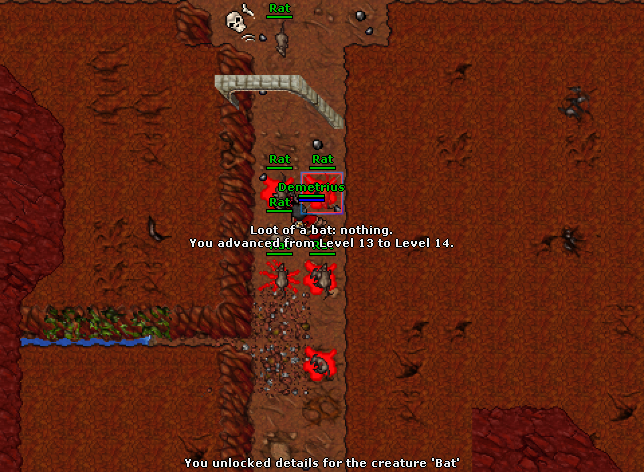 Rat
Rat Rat
Demetrius
Rat
Loot of a bat: nothing.
You advanced from Level 13 to Level 14.
You unlocked details for the creature 'Bat'